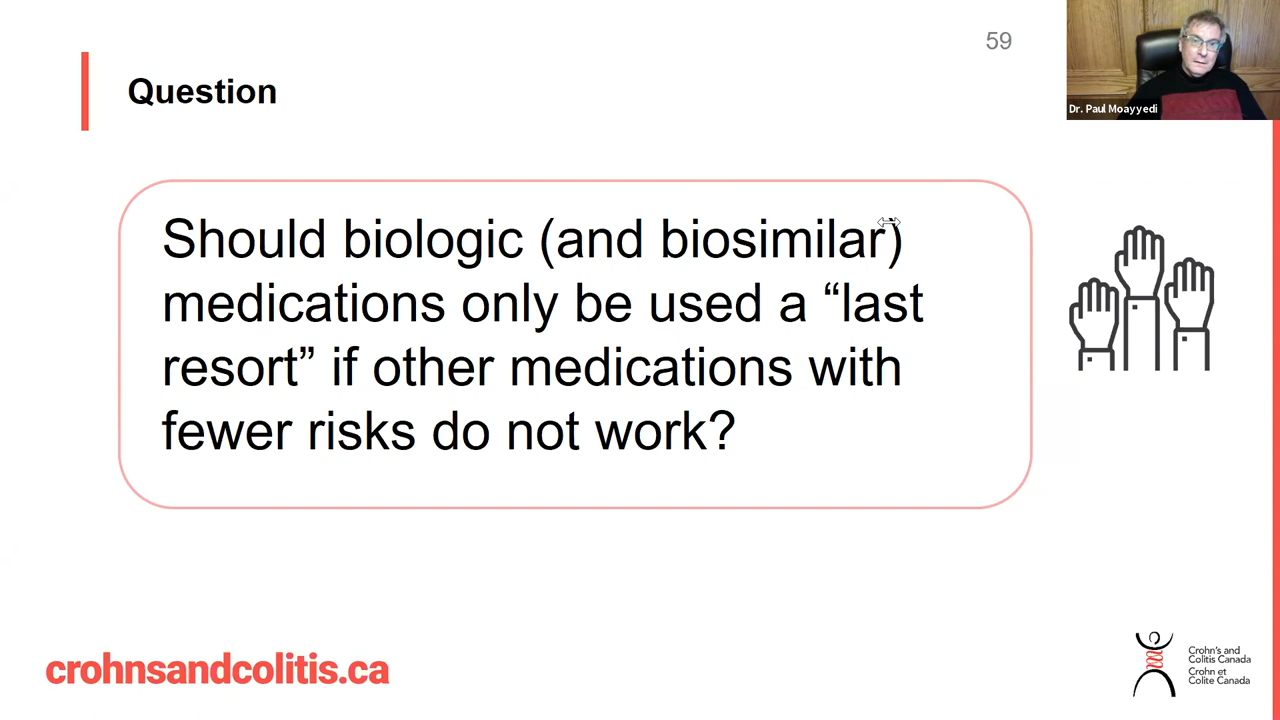 59
Dr. Paul Moayyedi
Question
Should biologic (and biosimilar)
medications only be used a “last
resort” if other medications with
fewer risks do not work?
crohnsandcolitis.ca
Crohn's and
Colitis Canada
Crohn et
Colite Canada